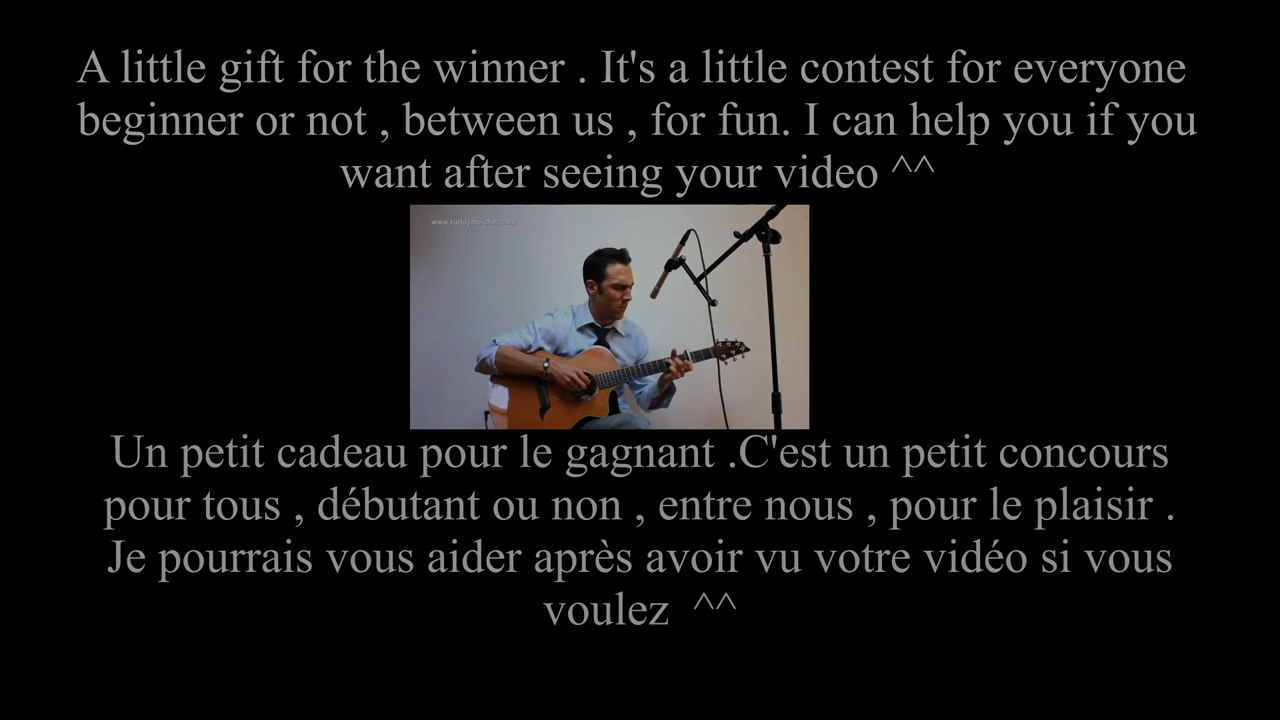 A little gift for the winner . It's a little contest for everyone
beginner or not , between us , for fun. I can help you if you
want after seeing your video ^^
Un petit cadeau pour le gagnant .C'est un petit concours
pour tous , débutant ou non , entre nous , pour le plaisir .
Je pourrais vous aider après avoir vu votre vidéo si vous
voulez  ^^